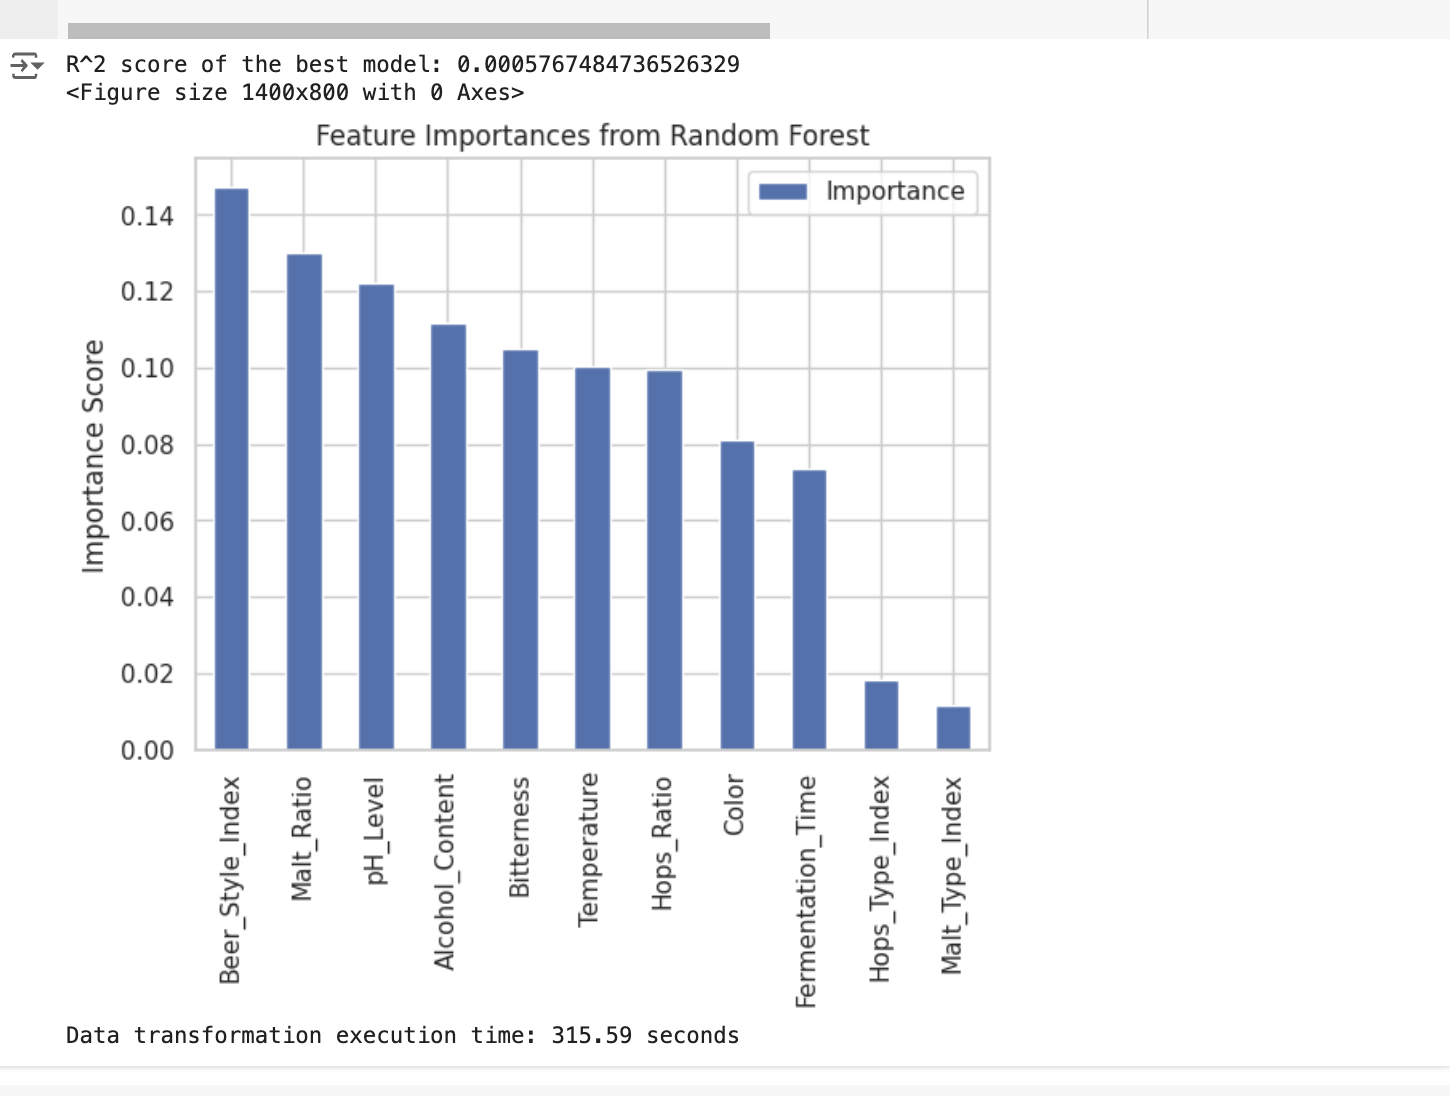 R^2 score of the best model: 0.0005767484736526329
<Figure size 1400x800 with 0 Axes>
Feature Importances from Random Forest
Importance
0.14
0.12
0.10
0.08
0.06
0.04
0.02
0.00
Importance Score
Beer_Style_Index
Malt_Ratio
pH_Level
Alcohol_Content
Bitterness
Temperature
Hops_Ratio
Color
Fermentation_Time
Hops_Type_Index
Malt_Type_Index
Data transformation execution time: 315.59 seconds